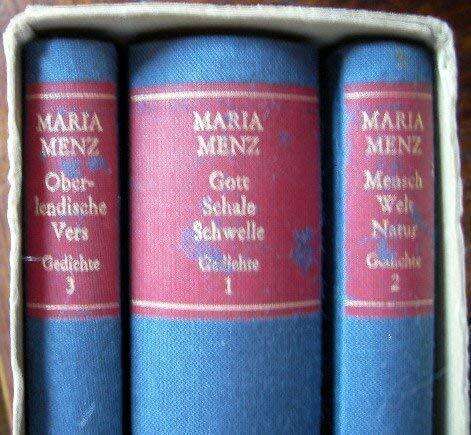 MARIA
MENZ
Ober-
lendische
Vers
Gedichte
3
MARIA
MENZ
Gott
Schale
Schwelle
Gedichte
1
MARIA
MENZ
Mensch
Welt
Natur
Gedichte
2